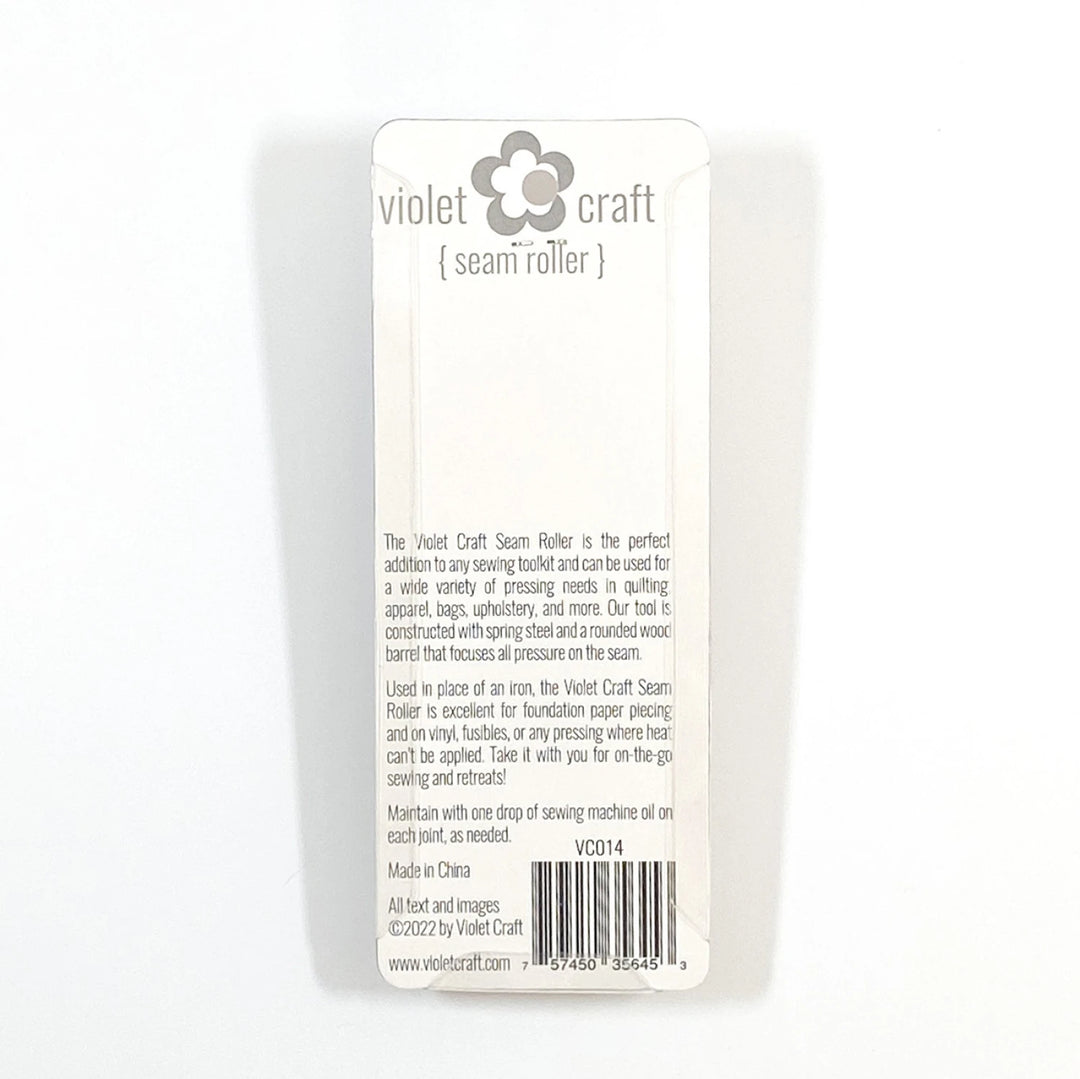 violet craft
{ seam roller }
The Violet Craft Seam Roller is the perfect
addition to any sewing toolkit and can be used for
a wide variety of pressing needs in quilting,
apparel, bags, upholstery, and more. Our tool is
constructed with spring steel and a rounded wood
barrel that focuses all pressure on the seam.
Used in place of an iron, the Violet Craft Seam
Roller is excellent for foundation paper piecing
and on vinyl, fusibles, or any pressing where heat
can't be applied. Take it with you for on-the-go
sewing and retreats!
Maintain with one drop of sewing machine oil on
each joint, as needed.
VC014
Made in China
All text and images
©2022 by Violet Craft
www.violetcraft.com
7 57450 35645 3